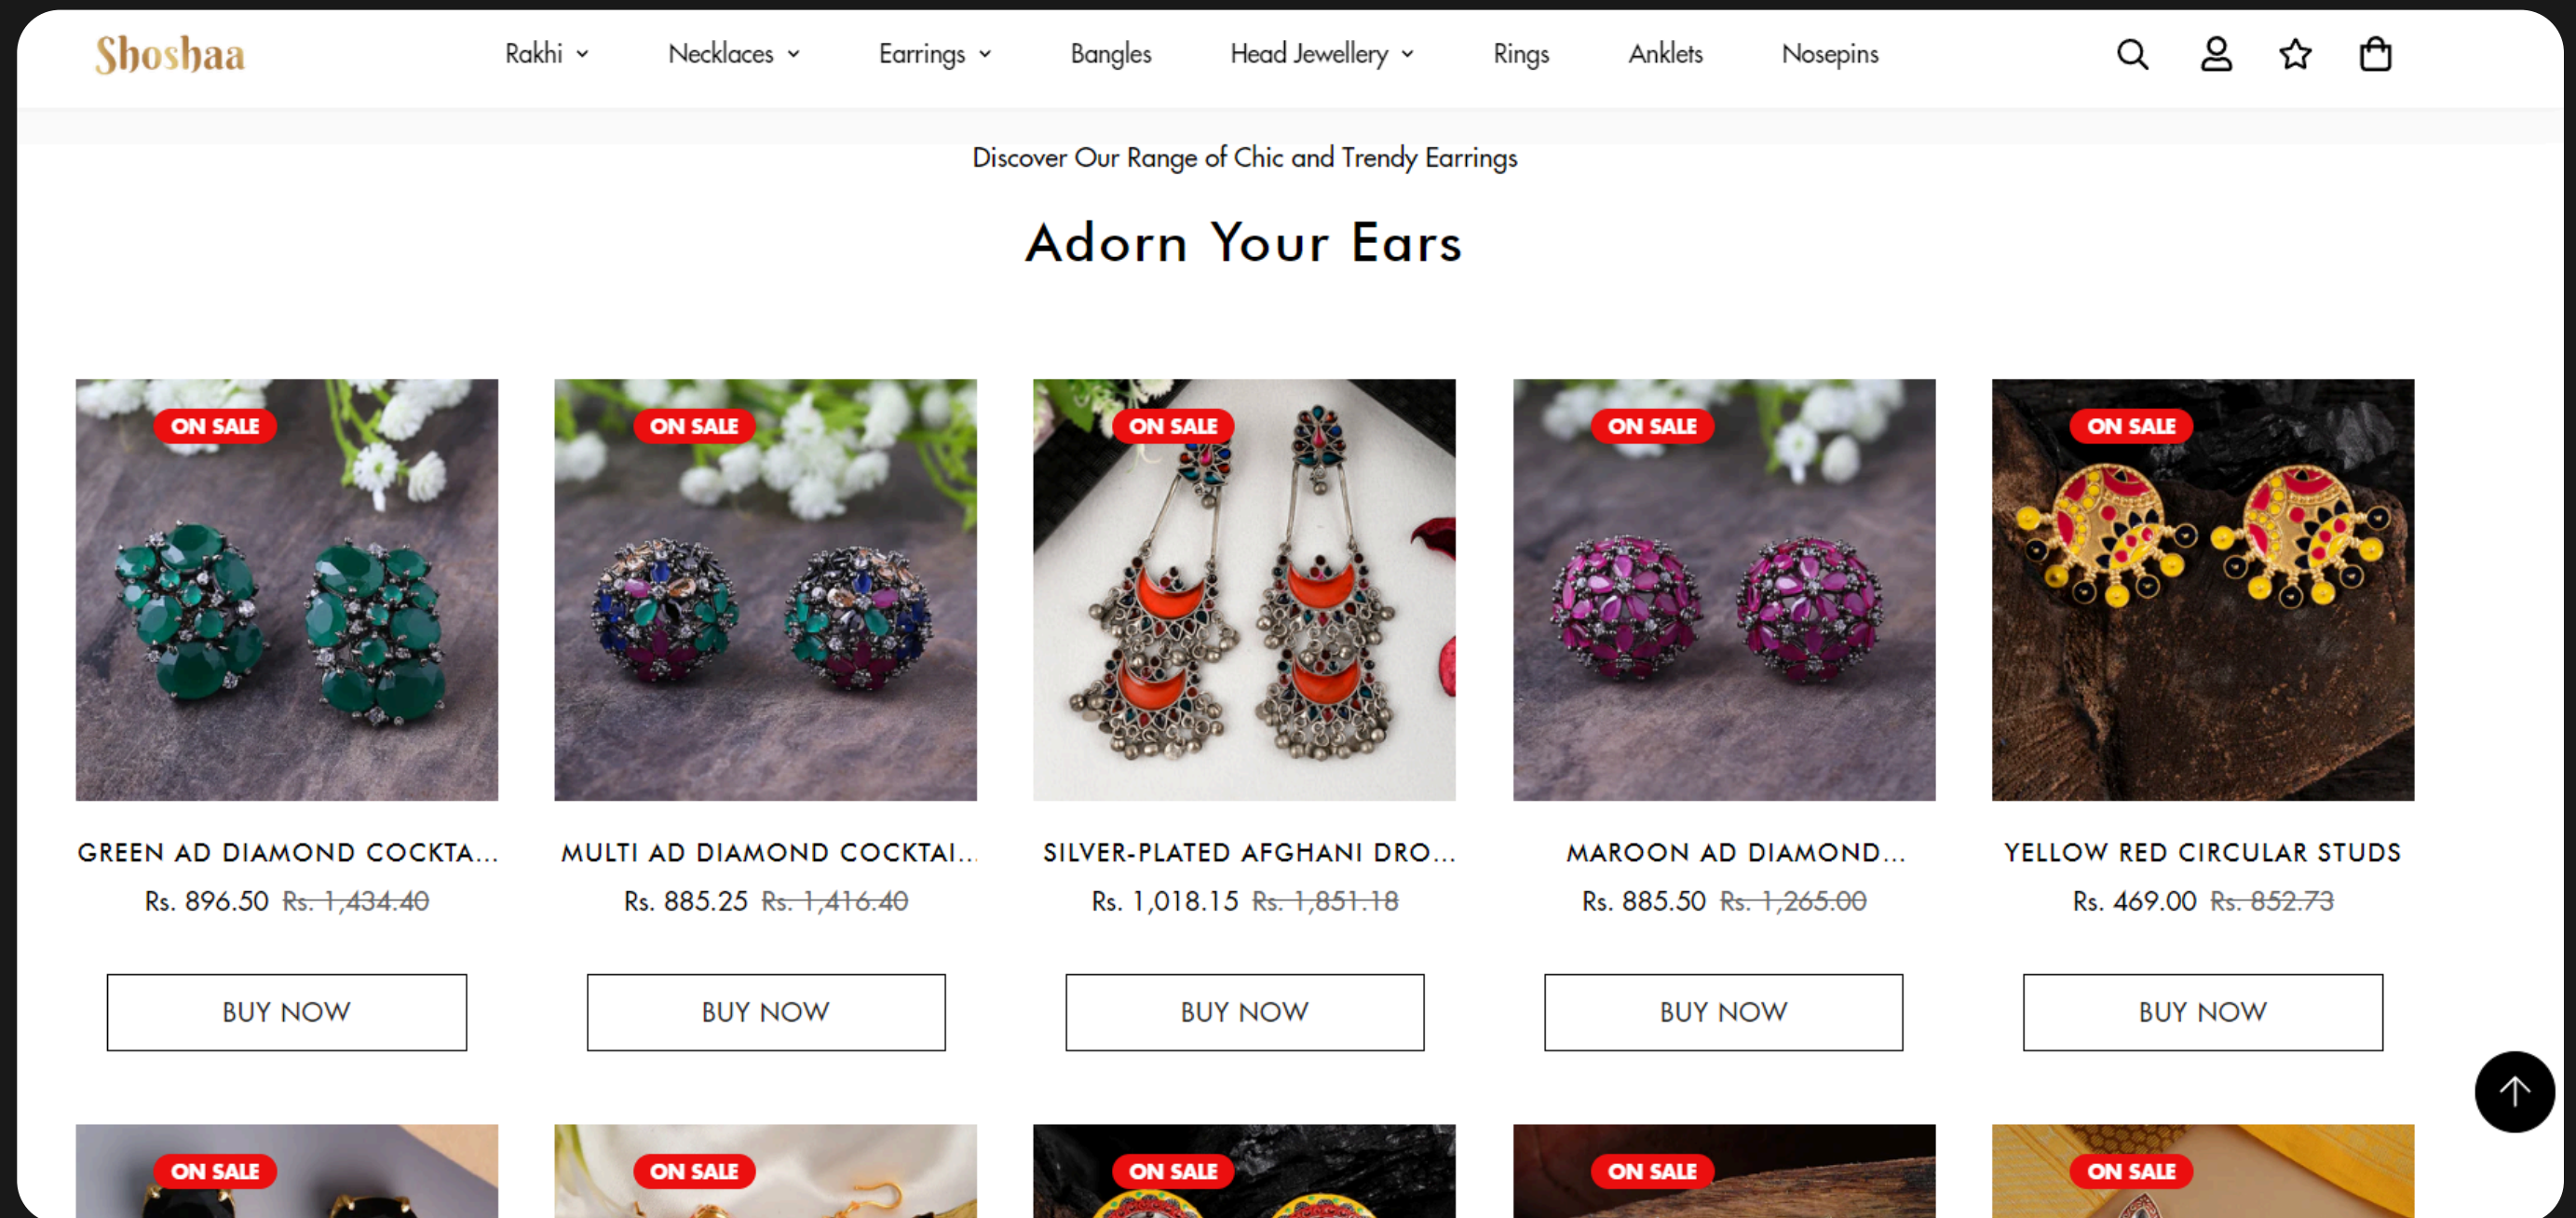 Shoshaa
Rakhi
Necklaces
Earrings
Bangles
Head Jewellery
Rings
Anklets
Nosepins
Discover Our Range of Chic and Trendy Earrings
Adorn Your Ears
ON SALE
ON SALE
ON SALE
ON SALE
ON SALE
GREEN AD DIAMOND COCKTA...
MULTI AD DIAMOND COCKTAI...
SILVER-PLATED AFGHANI DRO...
MAROON AD DIAMOND...
YELLOW RED CIRCULAR STUDS
Rs. 896.50 Rs. 1,434.40
Rs. 885.25 Rs. 1,416.40
Rs. 1,018.15 Rs. 1,851.18
Rs. 885.50 Rs. 1,265.00
Rs. 469.00 Rs. 852.73
BUY NOW
BUY NOW
BUY NOW
BUY NOW
BUY NOW
ON SALE
ON SALE
ON SALE
ON SALE
ON SALE